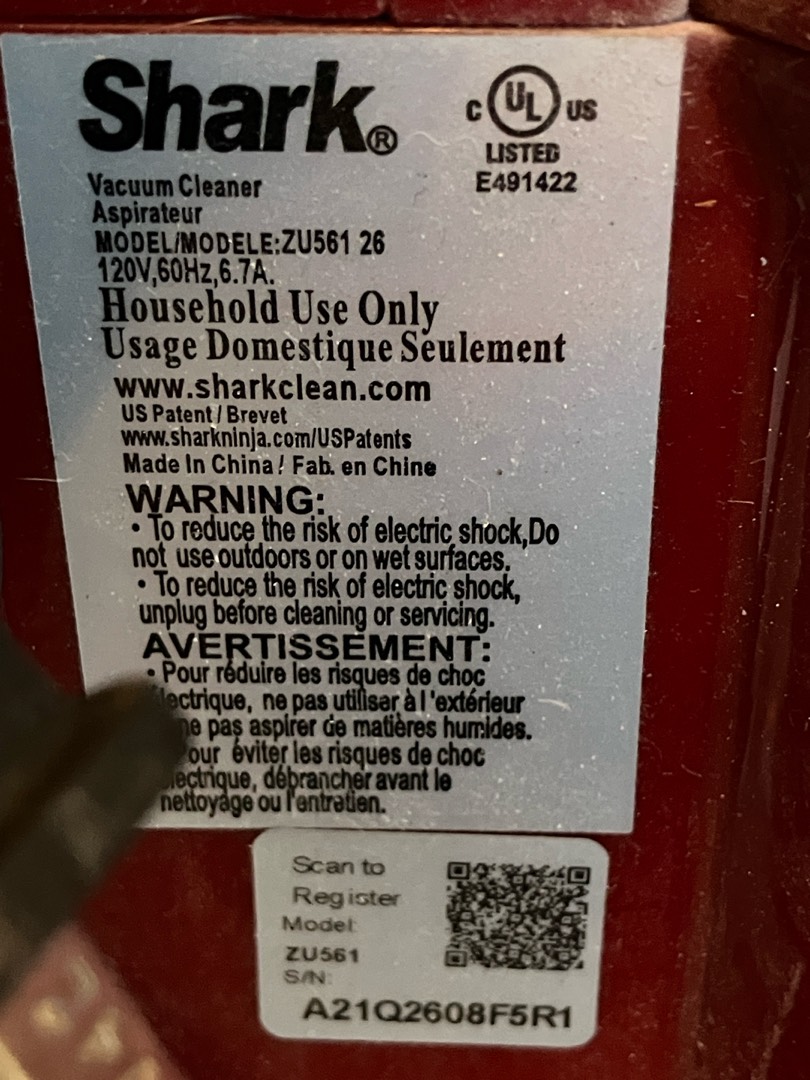 Shark®
C UL US
LISTED
E491422
Vacuum Cleaner
Aspirateur
MODEL/MODELE:ZU561 26
120V,60Hz,6.7A.
Household Use Only
Usage Domestique Seulement
www.sharkclean.com
US Patent / Brevet
www.sharkninja.com/USPatents
Made In China / Fab. en Chine
WARNING:
• To reduce the risk of electric shock,Do
not use outdoors or on wet surfaces.
• To reduce the risk of electric shock,
unplug before cleaning or servicing.
AVERTISSEMENT:
• Pour réduire les risques de choc
lectrique, ne pas utiliser à l'extérieur
ne pas aspirer de matières humides.
our éviter les risques de choc
lectrique, débrancher avant le
nettoyage ou l'entretien.
Scan to
Register
Model:
ZU561
S/N:
A21Q2608F5R1